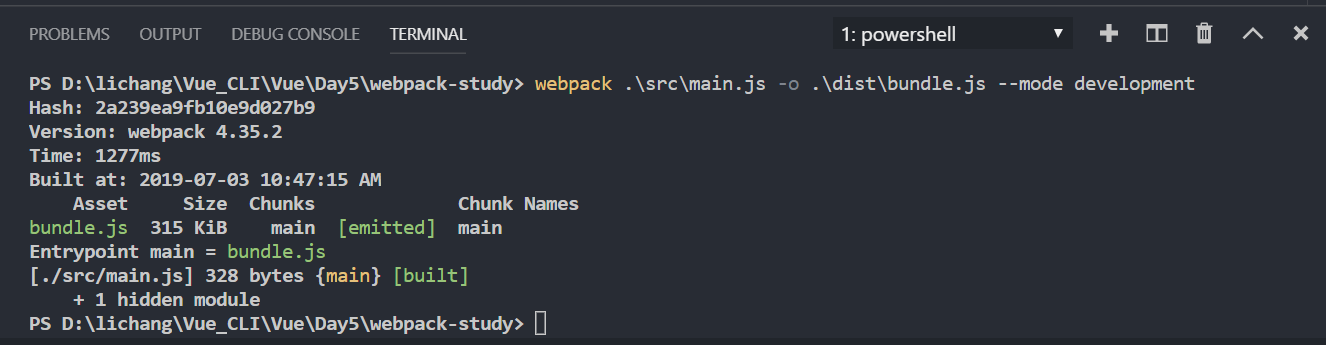 PROBLEMS OUTPUT DEBUG CONSOLE TERMINAL 1: powershell
PS D:\lichang\Vue_CLI\Vue\Day5\webpack-study> webpack .\src\main.js -o .\dist\bundle.js --mode development
Hash: 2a239ea9fb10e9d027b9
Version: webpack 4.35.2
Time: 1277ms
Built at: 2019-07-03 10:47:15 AM
Asset Size Chunks Chunk Names
bundle.js 315 KiB main [emitted] main
Entrypoint main = bundle.js
[./src/main.js] 328 bytes {main} [built]
+ 1 hidden module
PS D:\lichang\Vue_CLI\Vue\Day5\webpack-study>